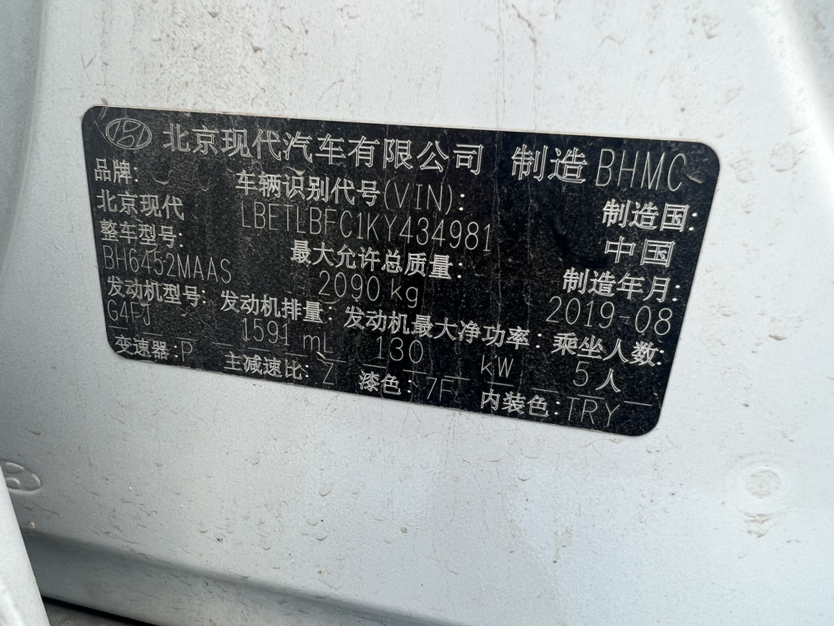 北京现代汽车有限公司 制造 BHMC
品牌: 车辆识别代号(VIN): 制造国:
北京现代 LBETLBFC1KY434981 中国
整车型号: 最大允许总质量: 制造年月:
BH6452MAAS 2090 kg 2019-08
发动机型号: 发动机排量: 发动机最大净功率: 乘坐人数:
G4FJ 1591 mL 130 kW 5人
变速器:P 主减速比:Z 漆色:7F 内装色:TRY